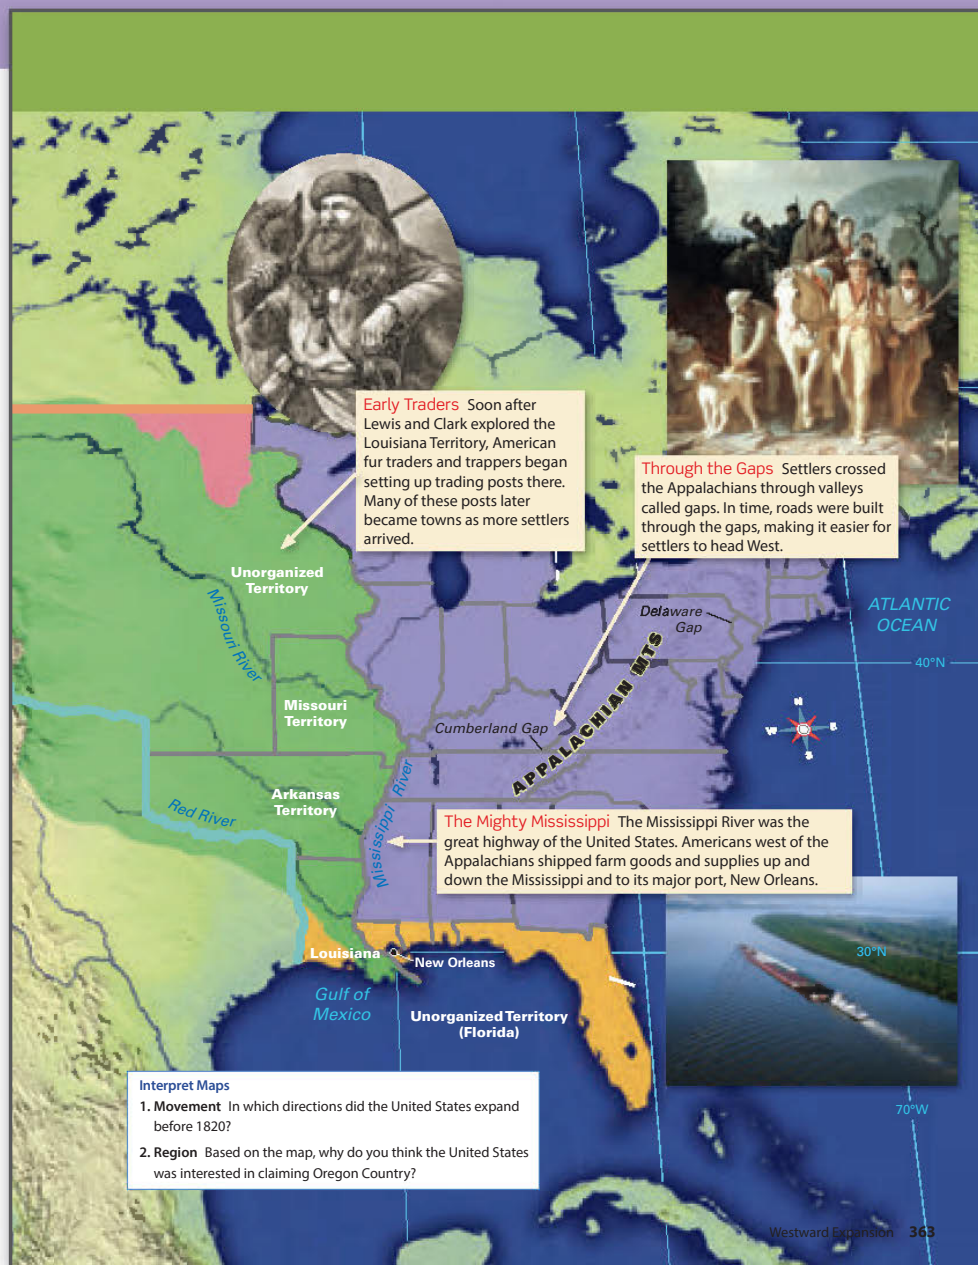 Early Traders Soon after
Lewis and Clark explored the
Louisiana Territory, American
fur traders and trappers began
setting up trading posts there.
Many of these posts later
became towns as more settlers
arrived.
Through the Gaps Settlers crossed
the Appalachians through valleys
called gaps. In time, roads were built
through the gaps, making it easier for
settlers to head West.
Unorganized
Territory
Missouri River
Delaware
Gap
ATLANTIC
OCEAN
40°N
APPALACHIAN MTS
Missouri
Territory
Cumberland Gap
N
W E
S
Arkansas
Territory
Red River
Mississippi River
The Mighty Mississippi The Mississippi River was the
great highway of the United States. Americans west of the
Appalachians shipped farm goods and supplies up and
down the Mississippi and to its major port, New Orleans.
30°N
Louisiana
New Orleans
Gulf of
Mexico
Unorganized Territory
(Florida)
70°W
Interpret Maps
1. Movement In which directions did the United States expand
before 1820?
2. Region Based on the map, why do you think the United States
was interested in claiming Oregon Country?
Westward Expansion 363